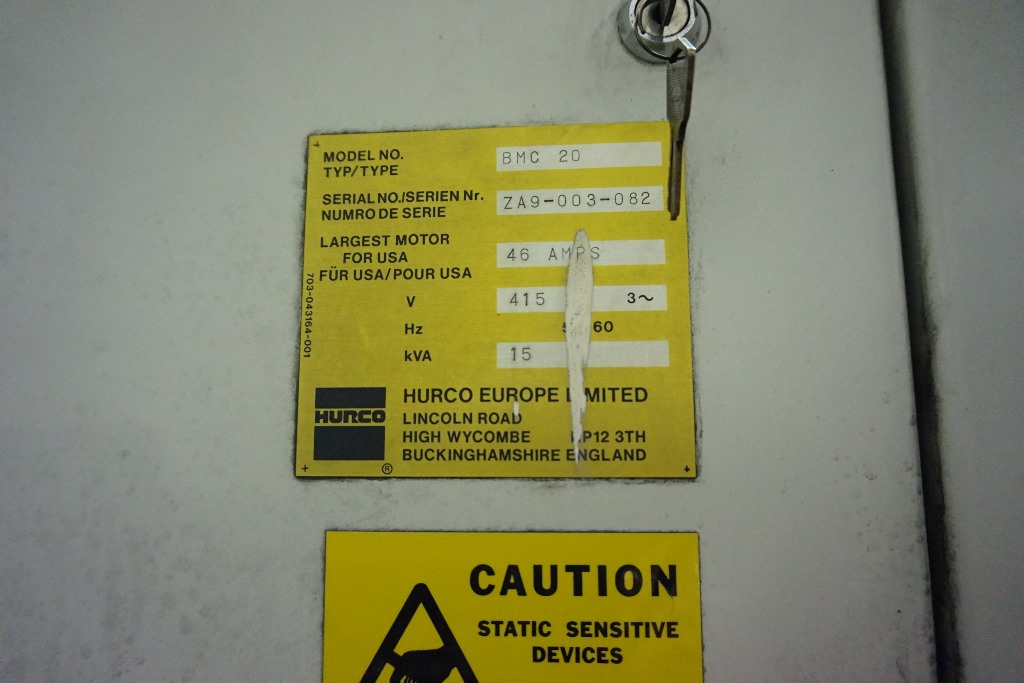 MODEL NO. BMC 20
TYP/TYPE
SERIAL NO./SERIEN Nr. ZA9-003-082
NUMRO DE SERIE
LARGEST MOTOR
FOR USA 46 AMPS
FÜR USA/POUR USA
V 415 3~
Hz 60
kVA 15
703-043164-001
HURCO ®
HURCO EUROPE LIMITED
LINCOLN ROAD
HIGH WYCOMBE HP12 3TH
BUCKINGHAMSHIRE ENGLAND
CAUTION
STATIC SENSITIVE
DEVICES